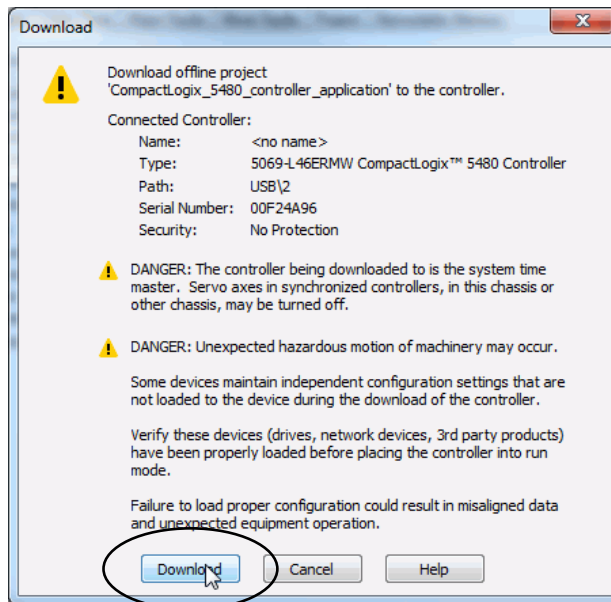 Download
Download offline project
'CompactLogix_5480_controller_application' to the controller.
Connected Controller:
Name: <no name>
Type: 5069-L46ERMW CompactLogix™ 5480 Controller
Path: USB\2
Serial Number: 00F24A96
Security: No Protection
DANGER: The controller being downloaded to is the system time
master. Servo axes in synchronized controllers, in this chassis or
other chassis, may be turned off.
DANGER: Unexpected hazardous motion of machinery may occur.
Some devices maintain independent configuration settings that are
not loaded to the device during the download of the controller.
Verify these devices (drives, network devices, 3rd party products)
have been properly loaded before placing the controller into run
mode.
Failure to load proper configuration could result in misaligned data
and unexpected equipment operation.
Download Cancel Help